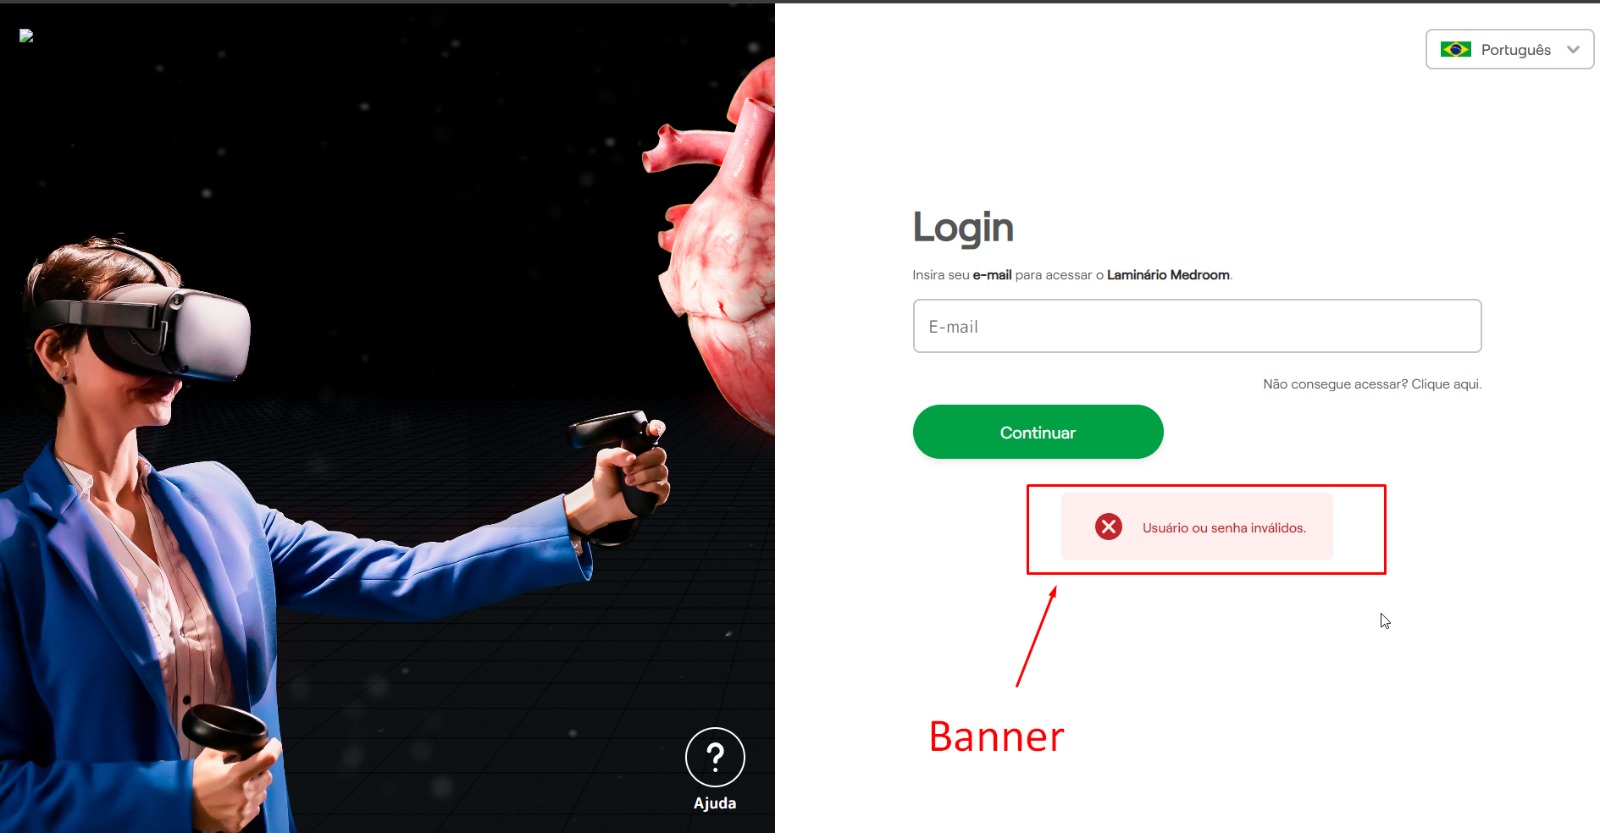 Português
Login
Insira seu e-mail para acessar o Laminário Medroom.
E-mail
Não consegue acessar? Clique aqui.
Continuar
Usuário ou senha inválidos.
Banner
?
Ajuda